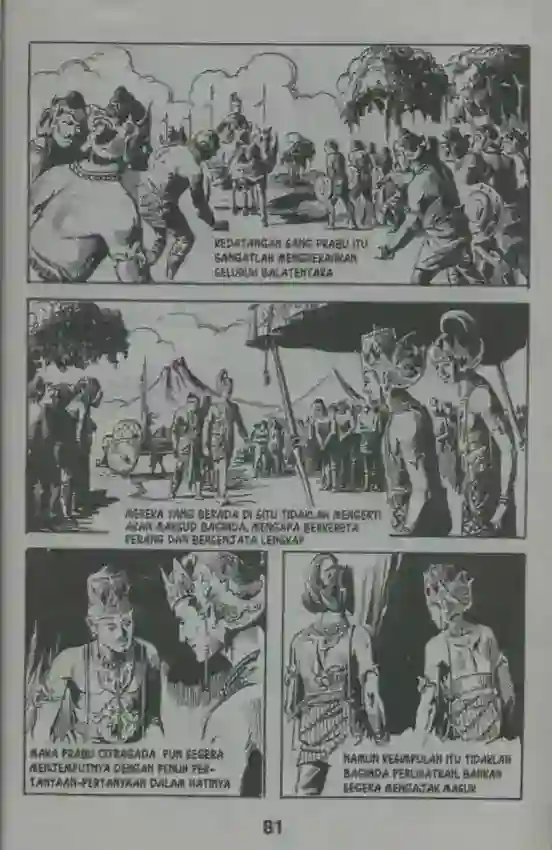 KEDATANGAN SANG PRABU ITU
SANGATLAH MENGHERANKAN
SELURUH BALATENTARA
MEREKA YANG BERADA DI SITU TIDAKLAH MENGERTI
AKAN MAKSUD BAGINDA, MENGAPA BERKERETA
PERANG DAN BERSENJATA LENGKAP
MAKA PRABU CITRAGADA PUN SEGERA
MENJEMPUTNYA DENGAN PENUH PER-
TANYAAN-PERTANYAAN DALAM HATINYA
NAMUN KESIMPULAN ITU TIDAKLAH
BAGINDA PERLIHATKAN, BAHKAN
SEGERA MENGAJAK MASUK
81